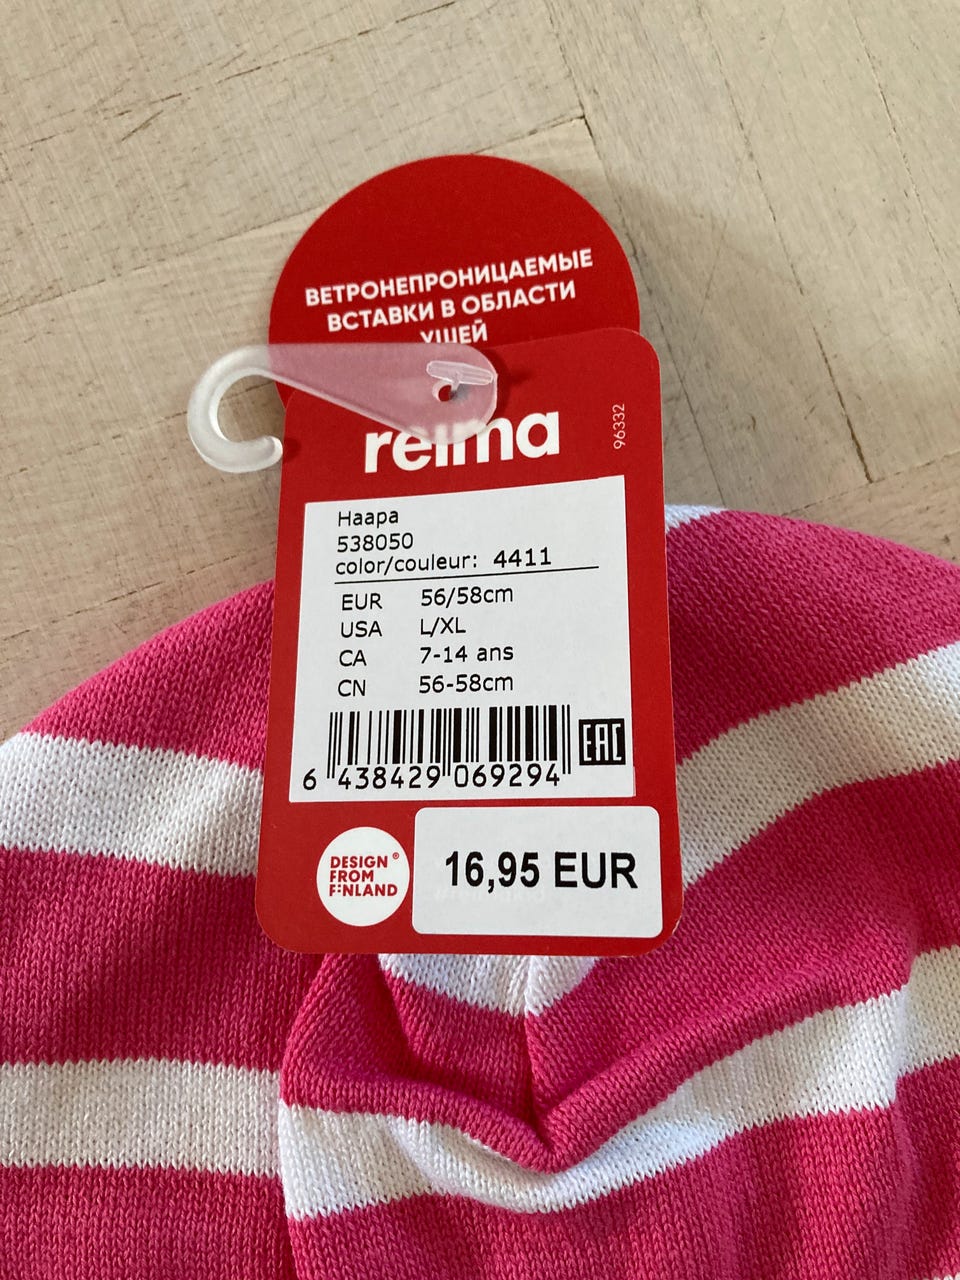 ВЕТРОНЕПРОНИЦАЕМЫЕ
ВСТАВКИ В ОБЛАСТИ
УШЕЙ
reima
96332
Haapa
538050
color/couleur: 4411
EUR 56/58cm
USA L/XL
CA 7-14 ans
CN 56-58cm
EAC
6 438429 069294
DESIGN ®
FROM
FINLAND
16,95 EUR